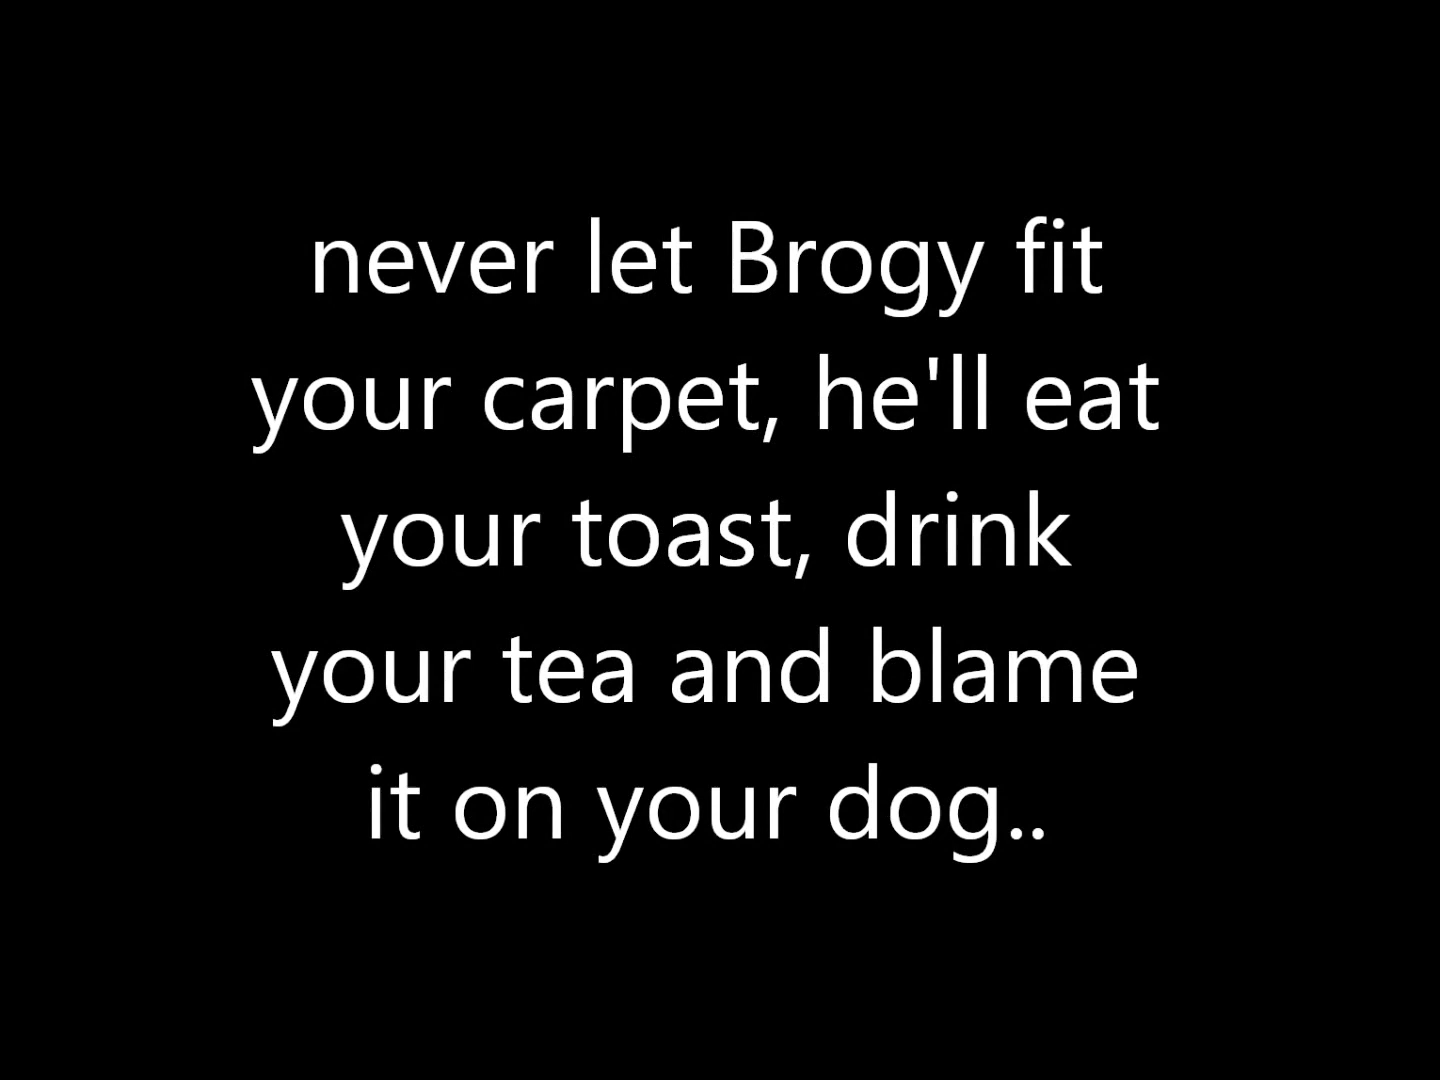 never let Brogy fit
your carpet, he'll eat
your toast, drink
your tea and blame
it on your dog..